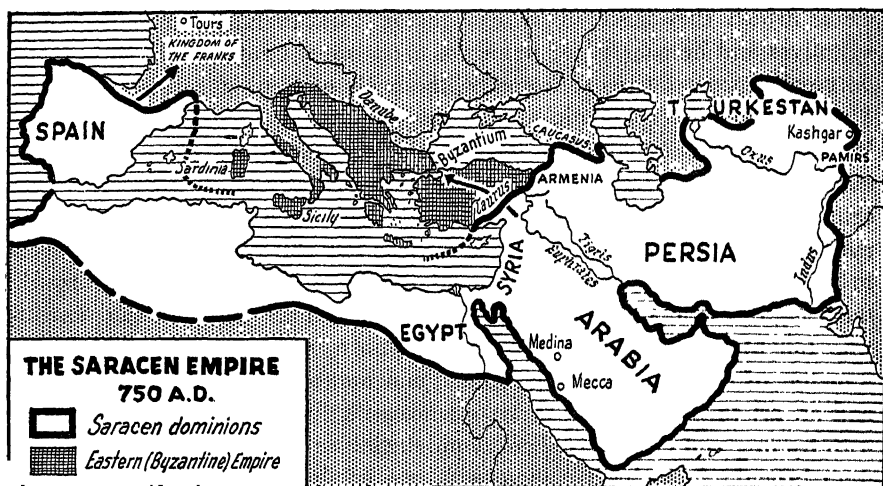 Tours
KINGDOM OF
THE FRANKS
SPAIN
Sardinia
Sicily
Danube
Byzantium
Taurus
CAUCASUS
ARMENIA
TURKESTAN
Kashgar
PAMIRS
Oxus
PERSIA
Indus
Tigris
Euphrates
SYRIA
ARABIA
EGYPT
Medina
Mecca
THE SARACEN EMPIRE
750 A.D.
Saracen dominions
Eastern (Byzantine) Empire